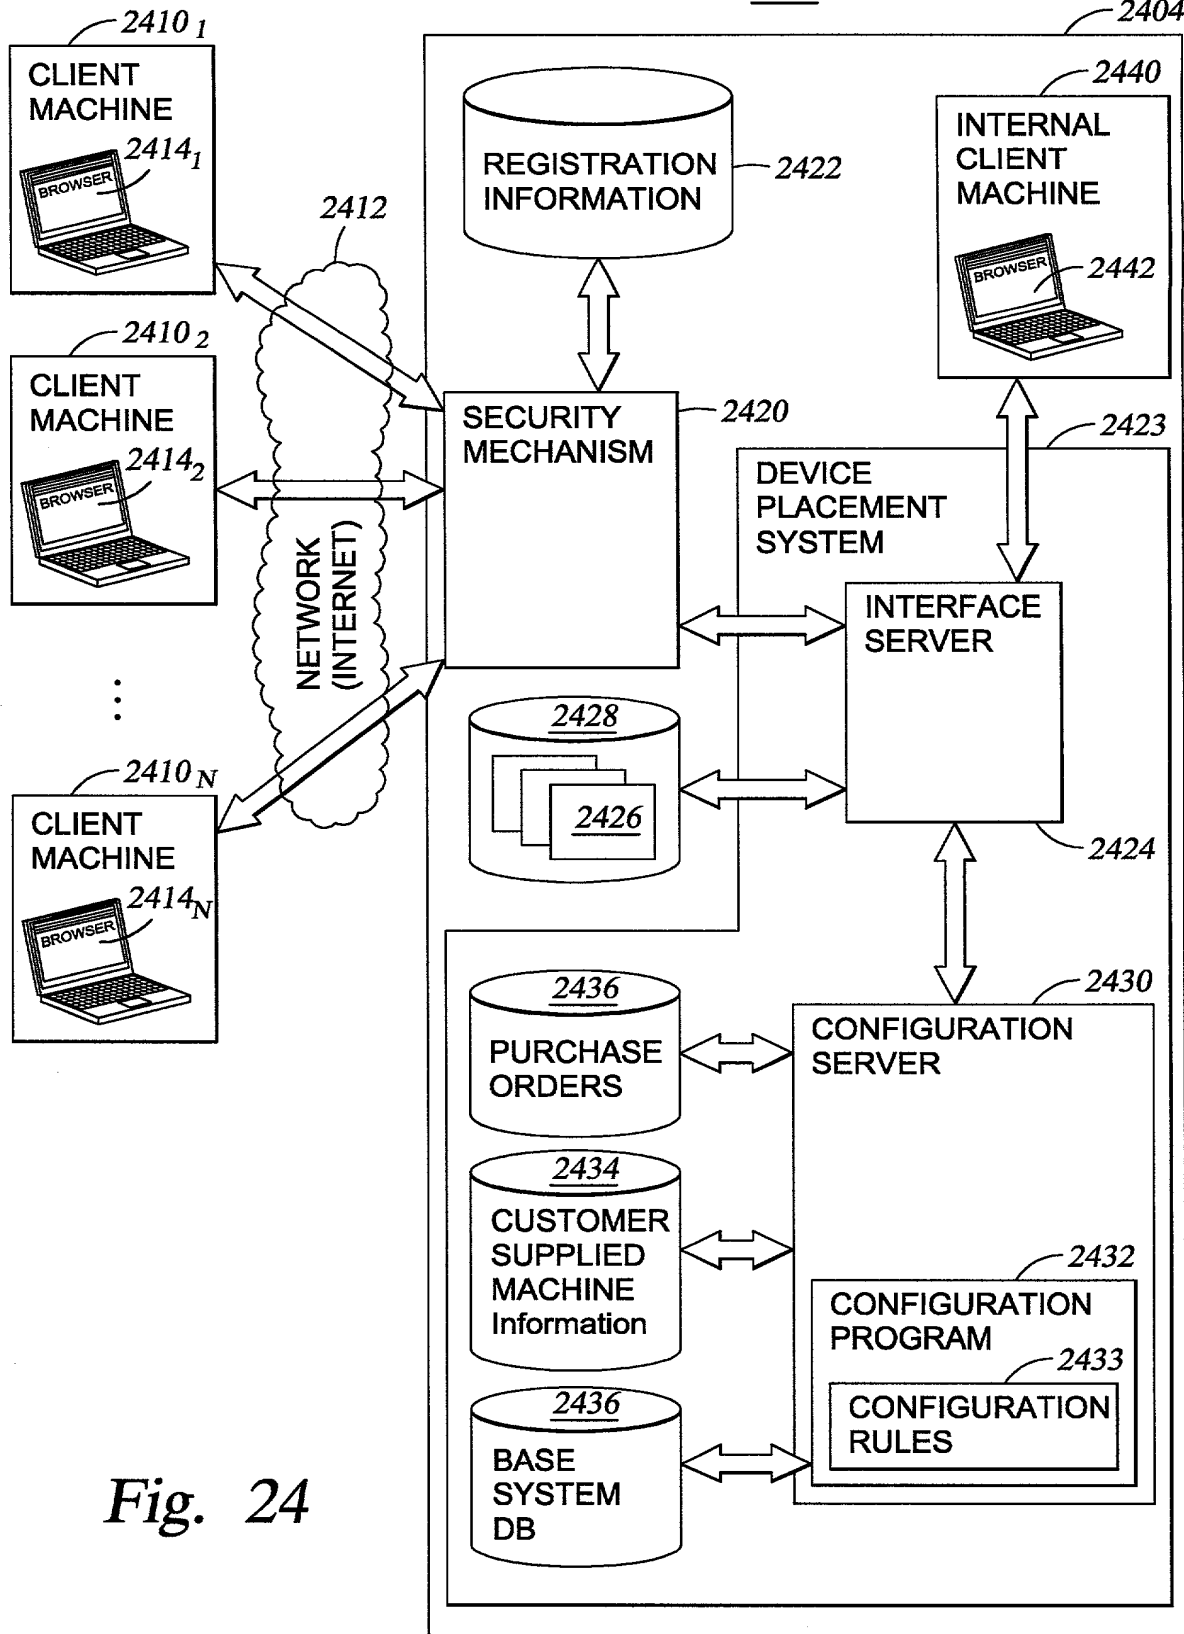 2404
2410 1
CLIENT
MACHINE
2414 1
BROWSER
2410 2
CLIENT
MACHINE
2414 2
BROWSER
2410 N
CLIENT
MACHINE
2414 N
BROWSER
2412
NETWORK
(INTERNET)
REGISTRATION
INFORMATION
2422
2440
INTERNAL
CLIENT
MACHINE
BROWSER
2442
SECURITY
MECHANISM
2420
2423
DEVICE
PLACEMENT
SYSTEM
INTERFACE
SERVER
2424
2428
2426
2430
CONFIGURATION
SERVER
2436
PURCHASE
ORDERS
2434
CUSTOMER
SUPPLIED
MACHINE
Information
2432
CONFIGURATION
PROGRAM
2433
CONFIGURATION
RULES
2436
BASE
SYSTEM
DB
Fig. 24